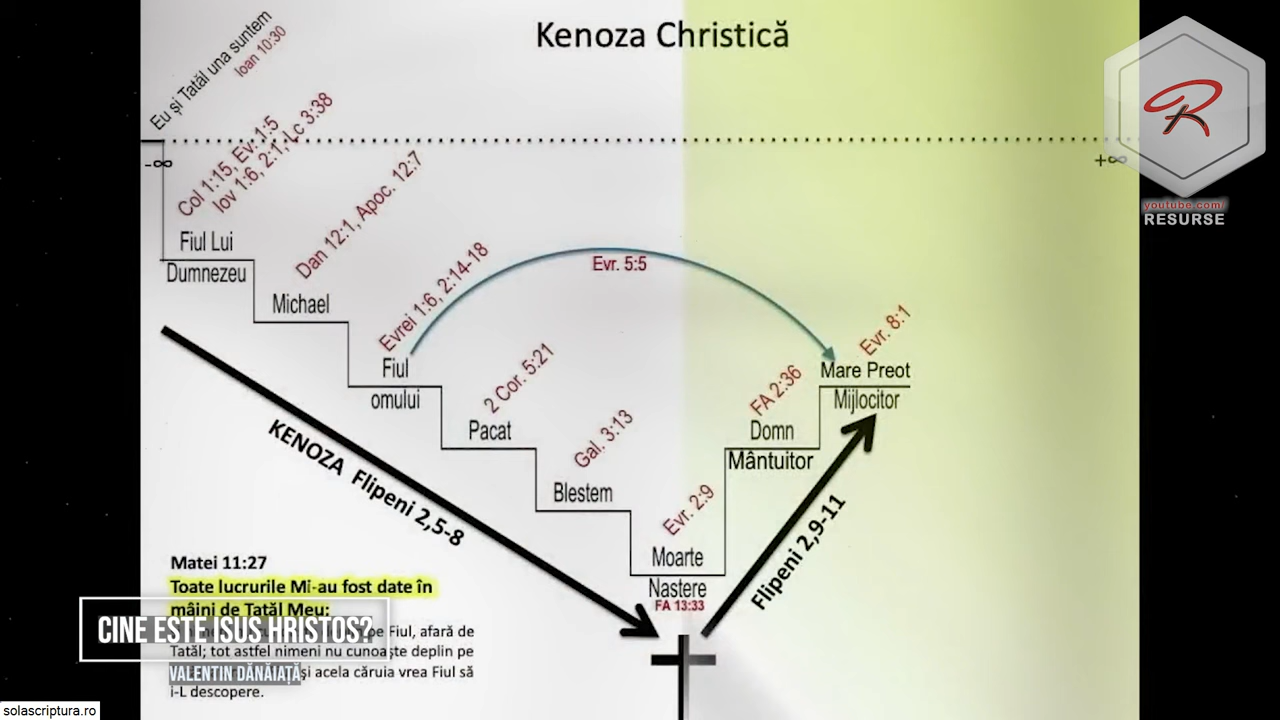 Kenoza Christică
Eu și Tatăl una suntem
Ioan 10:30
-∞
+∞
youtube.com/
RESURSE
Col 1:15, Ev. 1:5
Iov 1:6, 2:1, Lc 3:38
Fiul Lui
Dumnezeu
Dan 12:1, Apoc. 12:7
Michael
Evrei 1:6, 2:14-18
Fiul
omului
Evr. 5:5
2 Cor. 5:21
Pacat
Gal. 3:13
Blestem
Evr. 2:9
Moarte
Nastere
FA 13:33
FA 2:36
Domn
Mântuitor
Evr. 8:1
Mare Preot
Mijlocitor
KENOZA Flipeni 2,5-8
Flipeni 2,9-11
Matei 11:27
Toate lucrurile Mi-au fost date în
mâini de Tatăl Meu:
pe Fiul, afară de
Tatăl; tot astfel nimeni nu cunoaște deplin pe
și acela căruia vrea Fiul să
i-L descopere.
CINE ESTE ISUS HRISTOS?
VALENTIN DĂNĂIAȚĂ
solascriptura.ro